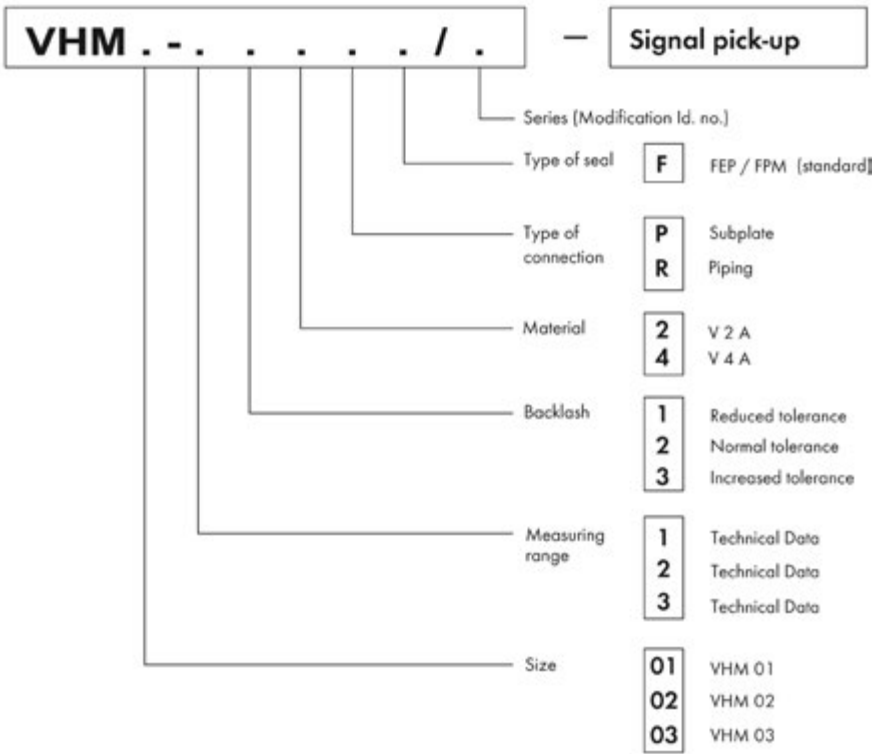 VHM . - . . . . . / . — Signal pick-up
Series (Modification Id. no.)
Type of seal F FEP / FPM (standard)
Type of P Subplate
connection R Piping
Material 2 V 2 A
4 V 4 A
Backlash 1 Reduced tolerance
2 Normal tolerance
3 Increased tolerance
Measuring 1 Technical Data
range 2 Technical Data
3 Technical Data
Size 01 VHM 01
02 VHM 02
03 VHM 03